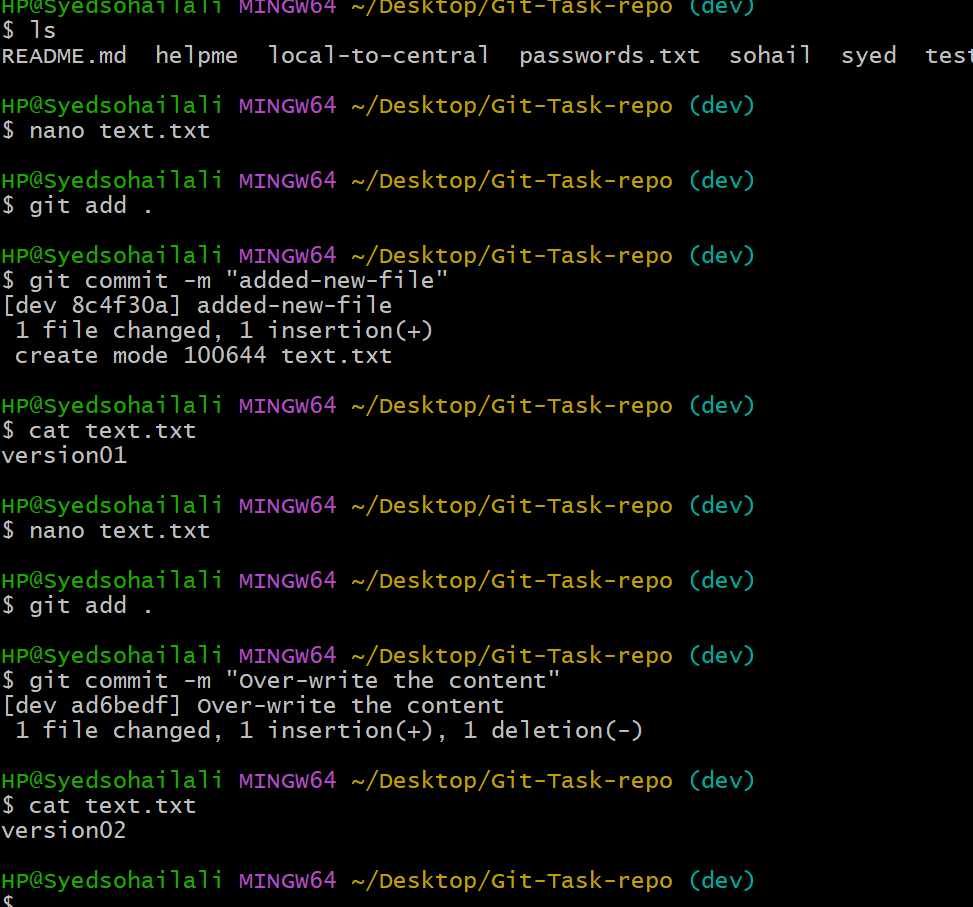 HP@Syedsohailali MINGW64 ~/Desktop/Git-Task-repo (dev)
$ ls
README.md  helpme  local-to-central  passwords.txt  sohail  syed  test
HP@Syedsohailali MINGW64 ~/Desktop/Git-Task-repo (dev)
$ nano text.txt
HP@Syedsohailali MINGW64 ~/Desktop/Git-Task-repo (dev)
$ git add .
HP@Syedsohailali MINGW64 ~/Desktop/Git-Task-repo (dev)
$ git commit -m "added-new-file"
[dev 8c4f30a] added-new-file
 1 file changed, 1 insertion(+)
 create mode 100644 text.txt
HP@Syedsohailali MINGW64 ~/Desktop/Git-Task-repo (dev)
$ cat text.txt
version01
HP@Syedsohailali MINGW64 ~/Desktop/Git-Task-repo (dev)
$ nano text.txt
HP@Syedsohailali MINGW64 ~/Desktop/Git-Task-repo (dev)
$ git add .
HP@Syedsohailali MINGW64 ~/Desktop/Git-Task-repo (dev)
$ git commit -m "Over-write the content"
[dev ad6bedf] Over-write the content
 1 file changed, 1 insertion(+), 1 deletion(-)
HP@Syedsohailali MINGW64 ~/Desktop/Git-Task-repo (dev)
$ cat text.txt
version02
HP@Syedsohailali MINGW64 ~/Desktop/Git-Task-repo (dev)
$